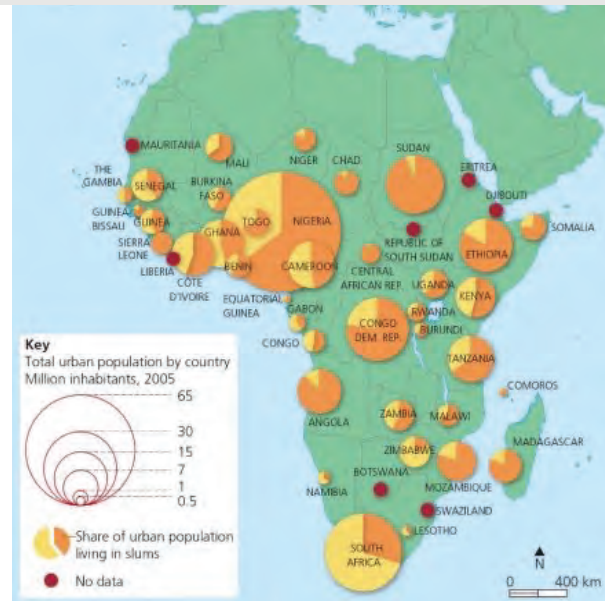 MAURITANIA
MALI
NIGER
CHAD
SUDAN
ERITREA
DJIBOUTI
THE
GAMBIA
SENEGAL
BURKINA
FASO
GUINEA
BISSAU
GUINEA
SIERRA
LEONE
LIBERIA
CÔTE
D'IVOIRE
GHANA
TOGO
BENIN
NIGERIA
CAMEROON
REPUBLIC OF
SOUTH SUDAN
CENTRAL
AFRICAN REP.
ETHIOPIA
SOMALIA
EQUATORIAL
GUINEA
GABON
CONGO
CONGO
DEM. REP.
UGANDA
KENYA
RWANDA
BURUNDI
TANZANIA
COMOROS
ANGOLA
ZAMBIA
MALAWI
ZIMBABWE
MOZAMBIQUE
MADAGASCAR
NAMIBIA
BOTSWANA
SWAZILAND
LESOTHO
SOUTH
AFRICA
Key
Total urban population by country
Million inhabitants, 2005
65
30
15
7
1
0.5
Share of urban population
living in slums
No data
N
0 400 km